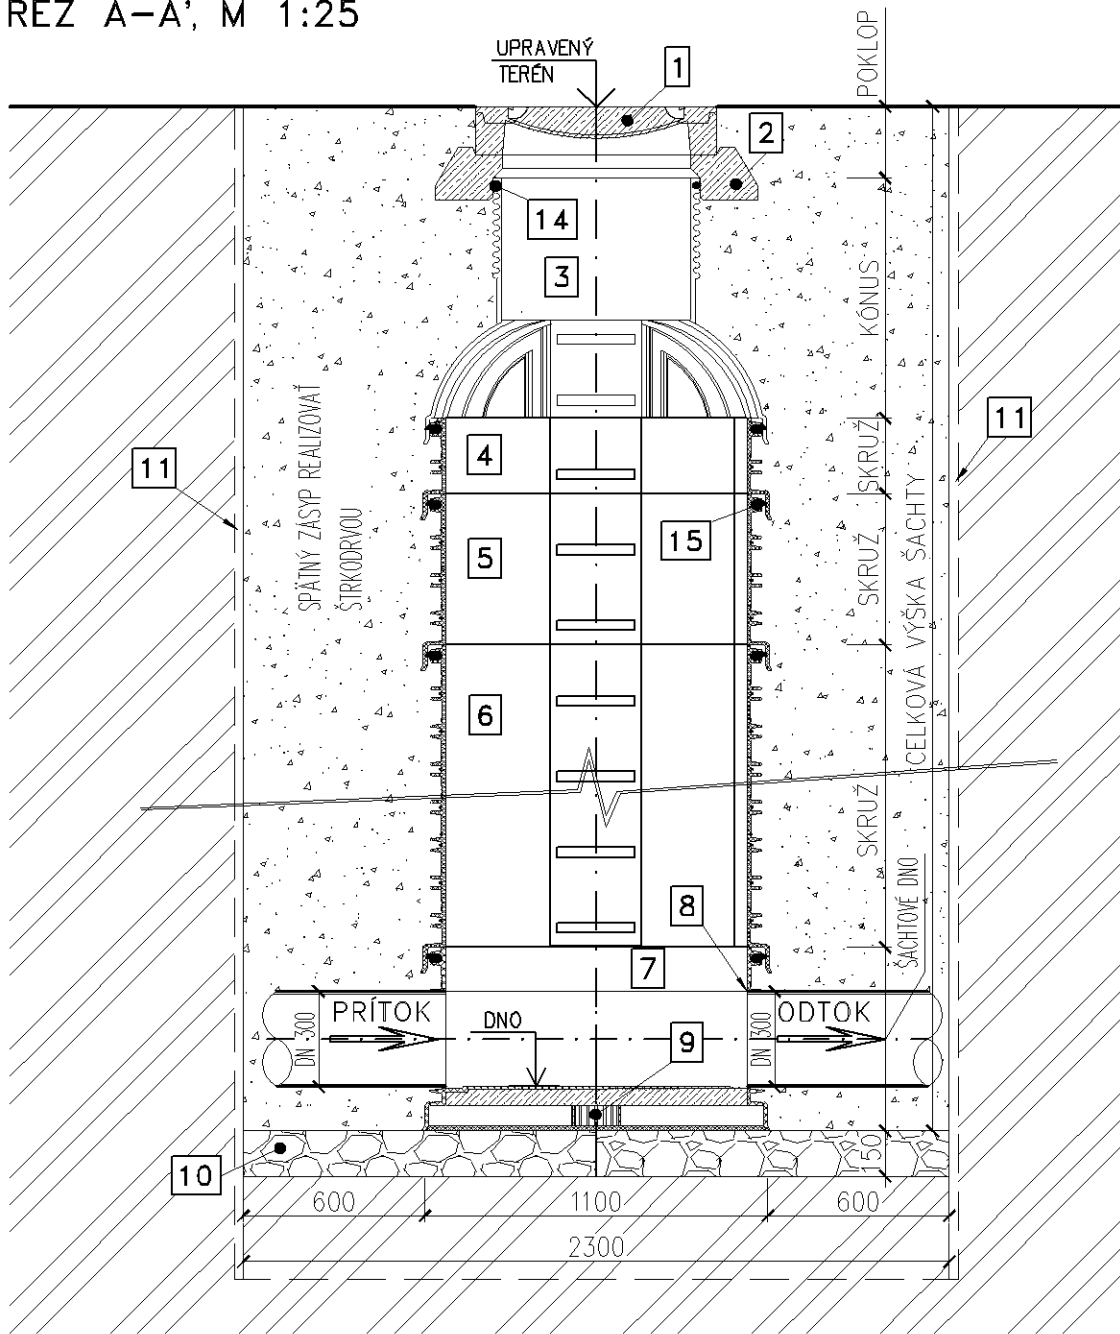 REZ A-A', M 1:25
UPRAVENÝ
TERÉN
1
POKLOP
2
14
3
KÓNUS
SPÄTNÝ ZÁSYP REALIZOVAŤ
ŠTRKODRVOU
11
11
4
SKRUŽ
5
15
SKRUŽ
CELKOVÁ VÝŠKA ŠACHTY
6
SKRUŽ
ŠACHTOVÉ DNO
8
7
DN 300
PRÍTOK
DNO
9
DN 300
ODTOK
10
150
600
1100
600
2300